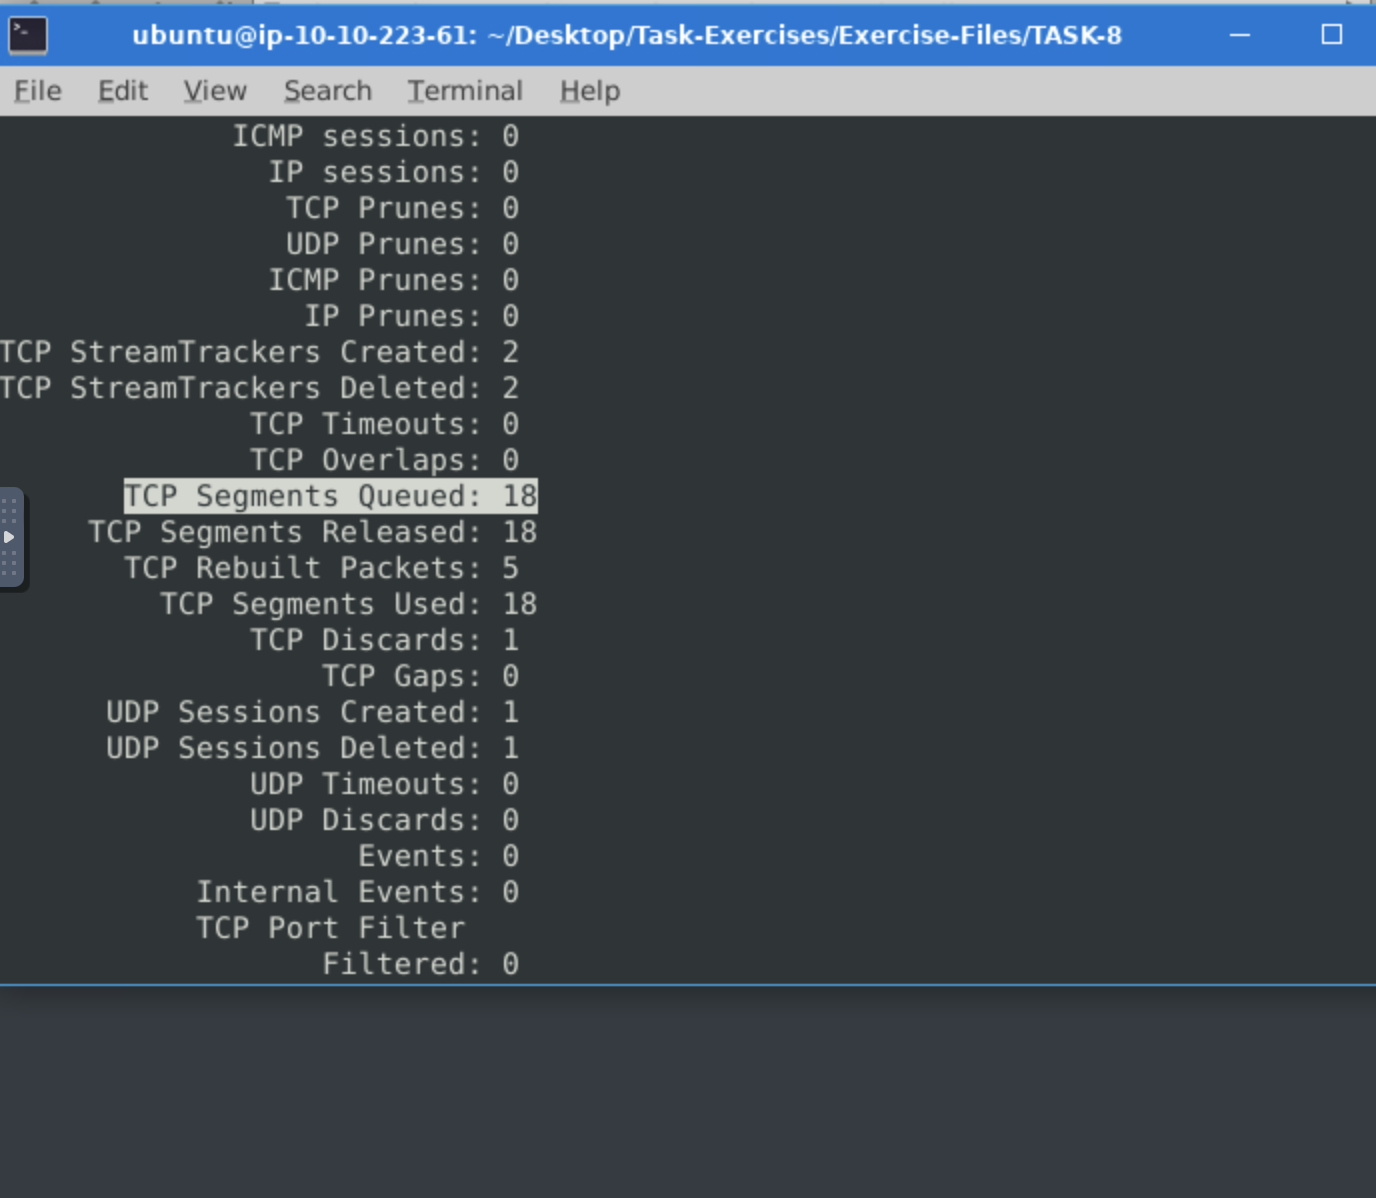 ubuntu@ip-10-10-223-61: ~/Desktop/Task-Exercises/Exercise-Files/TASK-8
File Edit View Search Terminal Help
ICMP sessions: 0
IP sessions: 0
TCP Prunes: 0
UDP Prunes: 0
ICMP Prunes: 0
IP Prunes: 0
TCP StreamTrackers Created: 2
TCP StreamTrackers Deleted: 2
TCP Timeouts: 0
TCP Overlaps: 0
TCP Segments Queued: 18
TCP Segments Released: 18
TCP Rebuilt Packets: 5
TCP Segments Used: 18
TCP Discards: 1
TCP Gaps: 0
UDP Sessions Created: 1
UDP Sessions Deleted: 1
UDP Timeouts: 0
UDP Discards: 0
Events: 0
Internal Events: 0
TCP Port Filter
Filtered: 0